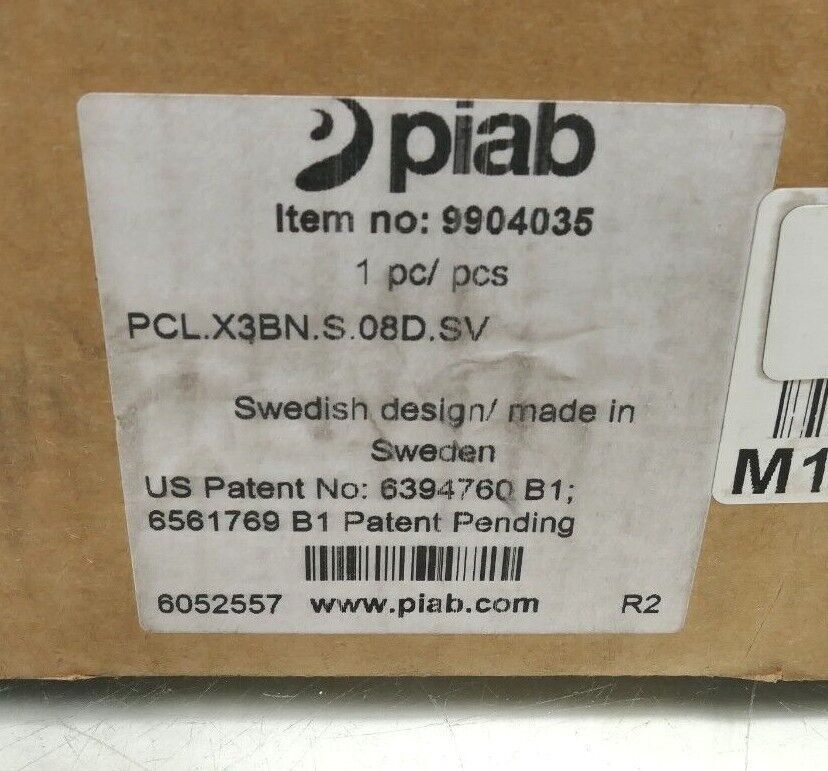 piab
Item no: 9904035
1 pc/ pcs
PCL.X3BN.S.08D.SV
Swedish design/ made in
Sweden
US Patent No: 6394760 B1;
6561769 B1 Patent Pending
6052557 www.piab.com R2
M1